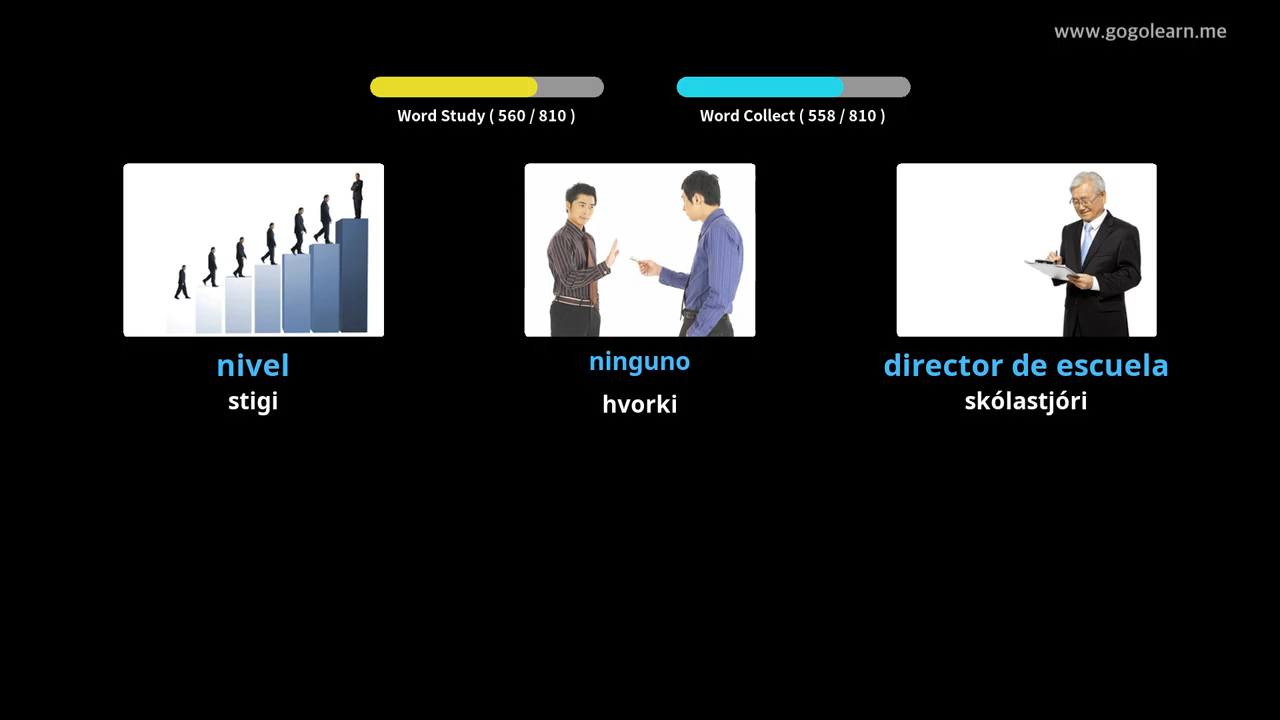 www.gogolearn.me
Word Study ( 560 / 810 )
Word Collect ( 558 / 810 )
nivel
stigi
ninguno
hvorki
director de escuela
skólastjóri